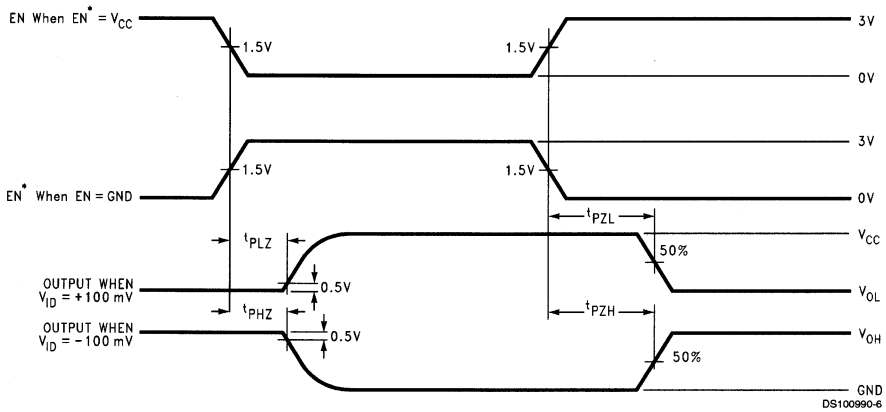 EN When EN* = VCC
1.5V
1.5V
3V
0V
3V
1.5V
1.5V
EN* When EN = GND
0V
tPLZ
tPZL
VCC
50%
OUTPUT WHEN
VID = +100 mV
0.5V
VOL
tPHZ
tPZH
OUTPUT WHEN
VID = −100 mV
0.5V
VOH
50%
GND
DS100990-6